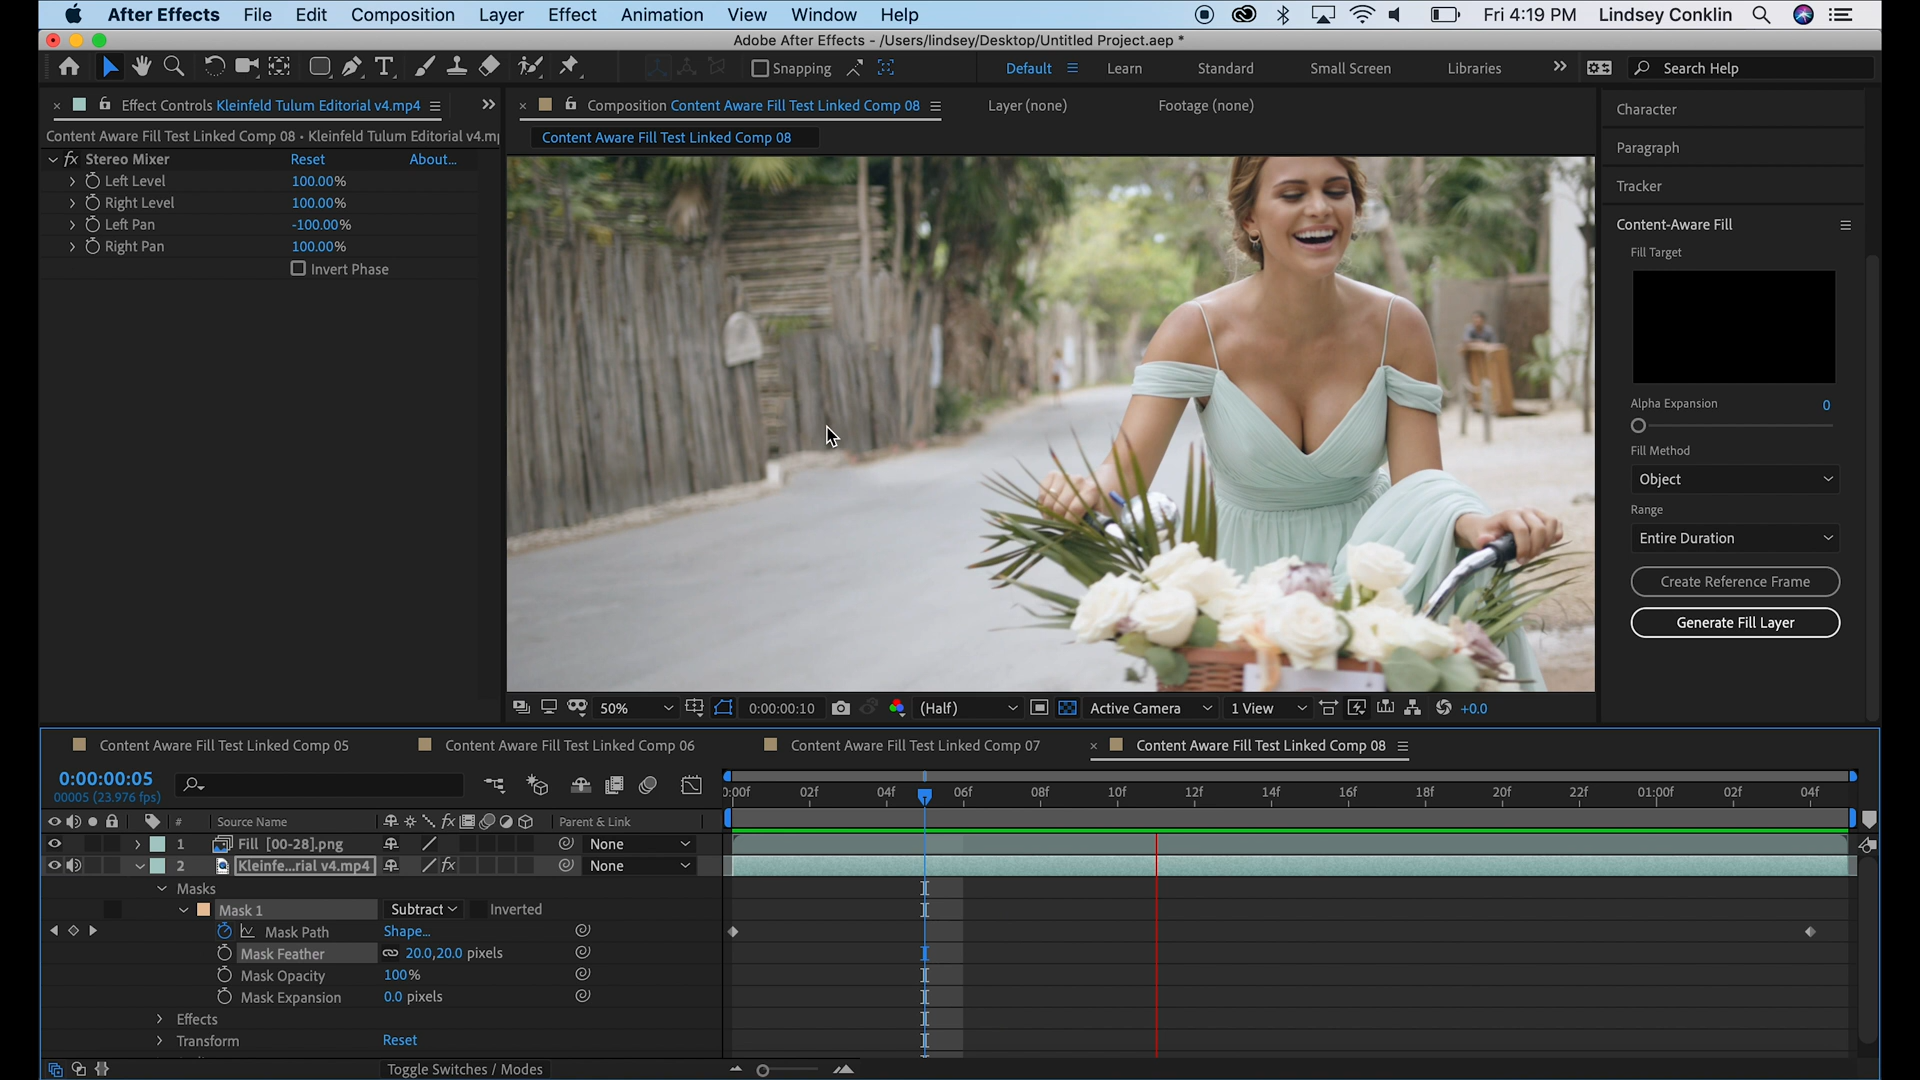 After Effects File Edit Composition Layer Effect Animation View Window Help Fri 4:19 PM Lindsey Conklin
Adobe After Effects - /Users/lindsey/Desktop/Untitled Project.aep *
T Snapping Default Learn Standard Small Screen Libraries Search Help
Effect Controls Kleinfeld Tulum Editorial v4.mp4
Content Aware Fill Test Linked Comp 08 • Kleinfeld Tulum Editorial v4.mp
fx Stereo Mixer Reset About...
Left Level 100.00%
Right Level 100.00%
Left Pan -100.00%
Right Pan 100.00%
Invert Phase
Composition Content Aware Fill Test Linked Comp 08 Layer (none) Footage (none)
Content Aware Fill Test Linked Comp 08
50% 0:00:00:10 (Half) Active Camera 1 View +0.0
Character
Paragraph
Tracker
Content-Aware Fill
Fill Target
Alpha Expansion 0
Fill Method
Object
Range
Entire Duration
Create Reference Frame
Generate Fill Layer
Content Aware Fill Test Linked Comp 05 Content Aware Fill Test Linked Comp 06 Content Aware Fill Test Linked Comp 07 Content Aware Fill Test Linked Comp 08
0:00:00:05
00005 (23.976 fps)
0:00f 02f 04f 06f 08f 10f 12f 14f 16f 18f 20f 22f 01:00f 02f 04f
# Source Name fx Parent & Link
1 Fill [00-28].png None
2 Kleinfe...rial v4.mp4 fx None
Masks
Mask 1 Subtract Inverted
Mask Path Shape...
Mask Feather 20.0,20.0 pixels
Mask Opacity 100%
Mask Expansion 0.0 pixels
Effects
Transform Reset
Toggle Switches / Modes